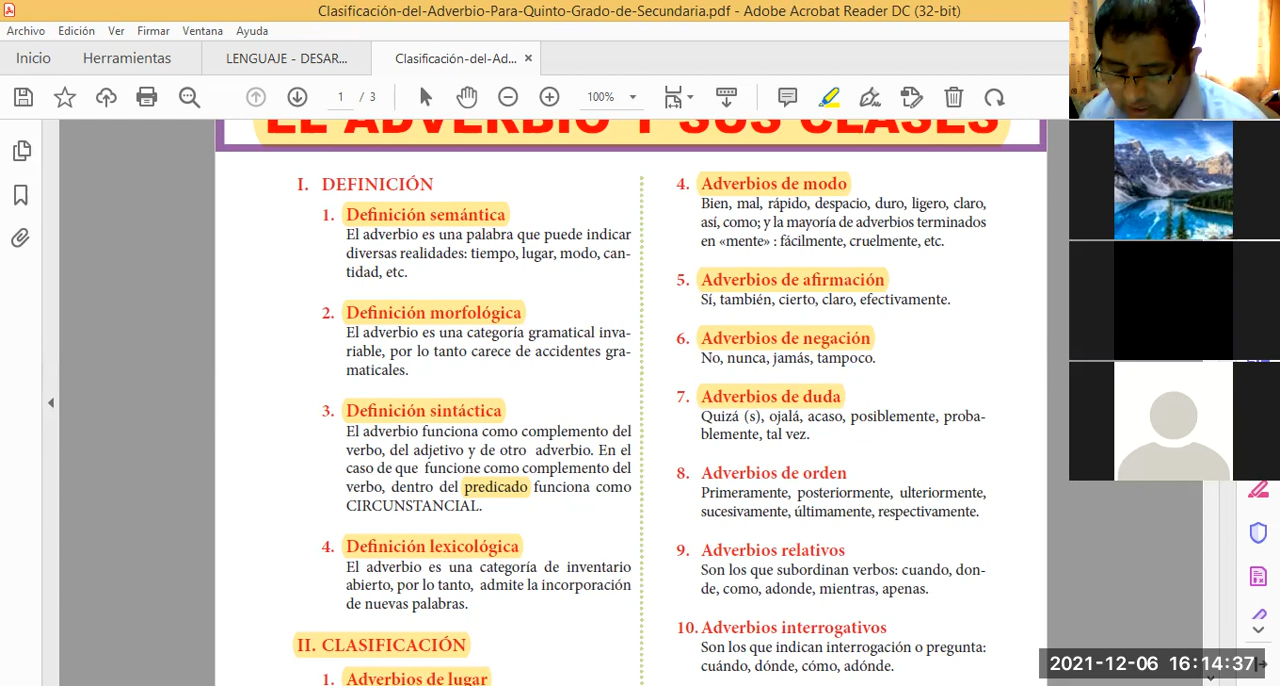 Clasificación-del-Adverbio-Para-Quinto-Grado-de-Secundaria.pdf - Adobe Acrobat Reader DC (32-bit)
Archivo Edición Ver Firmar Ventana Ayuda
Inicio Herramientas LENGUAJE - DESAR... Clasificación-del-Ad... ×
1 / 3 100%
EL ADVERBIO Y SUS CLASES
I. DEFINICIÓN
1. Definición semántica
El adverbio es una palabra que puede indicar
diversas realidades: tiempo, lugar, modo, can-
tidad, etc.
2. Definición morfológica
El adverbio es una categoría gramatical inva-
riable, por lo tanto carece de accidentes gra-
maticales.
3. Definición sintáctica
El adverbio funciona como complemento del
verbo, del adjetivo y de otro adverbio. En el
caso de que funcione como complemento del
verbo, dentro del predicado funciona como
CIRCUNSTANCIAL.
4. Definición lexicológica
El adverbio es una categoría de inventario
abierto, por lo tanto, admite la incorporación
de nuevas palabras.
II. CLASIFICACIÓN
1. Adverbios de lugar
4. Adverbios de modo
Bien, mal, rápido, despacio, duro, ligero, claro,
así, como; y la mayoría de adverbios terminados
en «mente» : fácilmente, cruelmente, etc.
5. Adverbios de afirmación
Sí, también, cierto, claro, efectivamente.
6. Adverbios de negación
No, nunca, jamás, tampoco.
7. Adverbios de duda
Quizá (s), ojalá, acaso, posiblemente, proba-
blemente, tal vez.
8. Adverbios de orden
Primeramente, posteriormente, ulteriormente,
sucesivamente, últimamente, respectivamente.
9. Adverbios relativos
Son los que subordinan verbos: cuando, don-
de, como, adonde, mientras, apenas.
10. Adverbios interrogativos
Son los que indican interrogación o pregunta:
cuándo, dónde, cómo, adónde.
2021-12-06 16:14:37